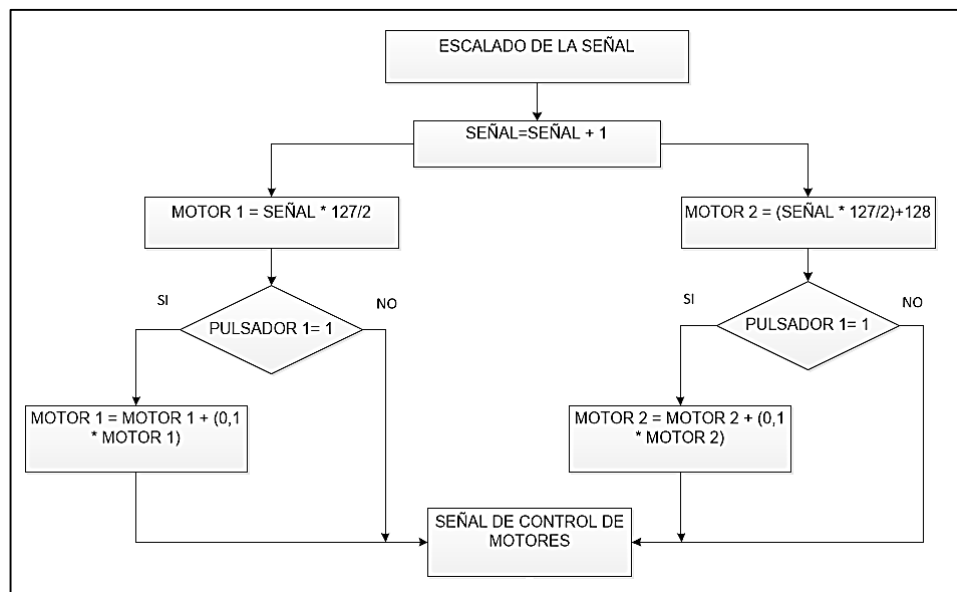 ESCALADO DE LA SEÑAL
SEÑAL=SEÑAL + 1
MOTOR 1 = SEÑAL * 127/2
MOTOR 2 = (SEÑAL * 127/2)+128
SI
NO
PULSADOR 1= 1
SI
NO
PULSADOR 1= 1
MOTOR 1 = MOTOR 1 + (0,1
* MOTOR 1)
MOTOR 2 = MOTOR 2 + (0,1
* MOTOR 2)
SEÑAL DE CONTROL DE
MOTORES